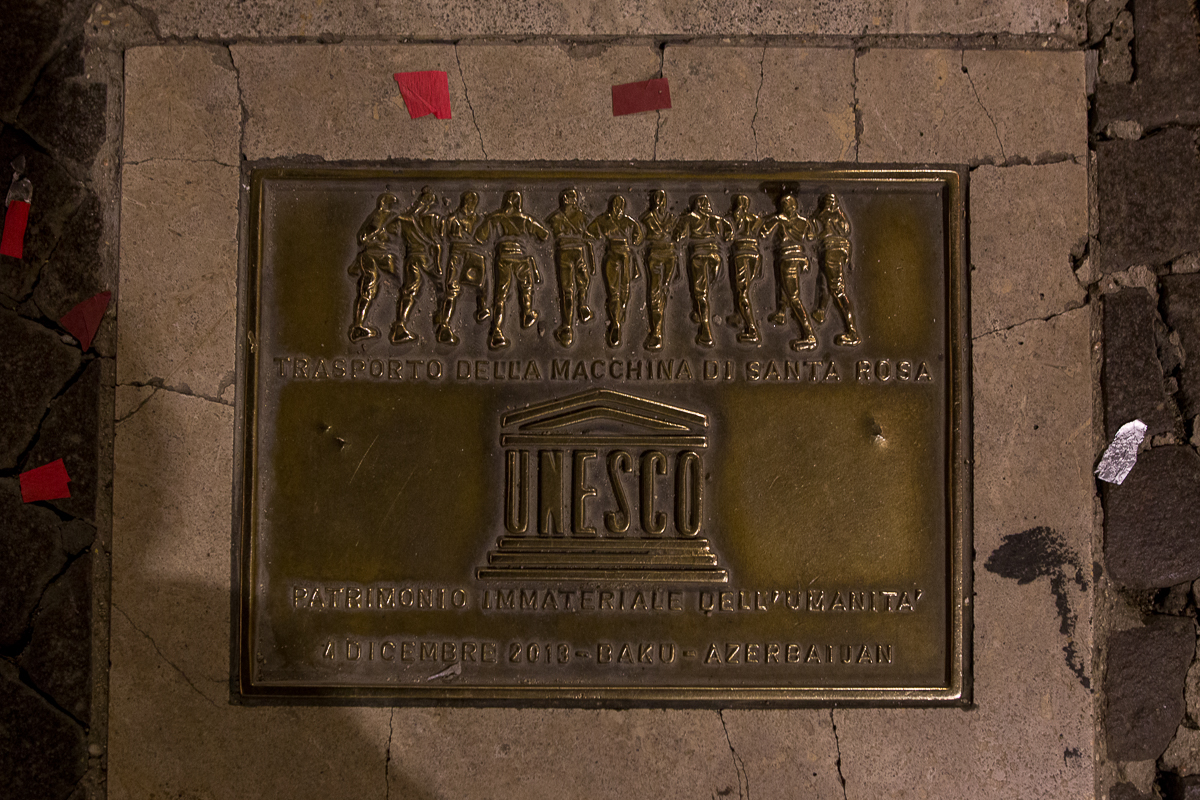 TRASPORTO DELLA MACCHINA DI SANTA ROSA
UNESCO
PATRIMONIO IMMATERIALE DELL'UMANITA'
4 DICEMBRE 2013 - BAKU - AZERBAIJAN